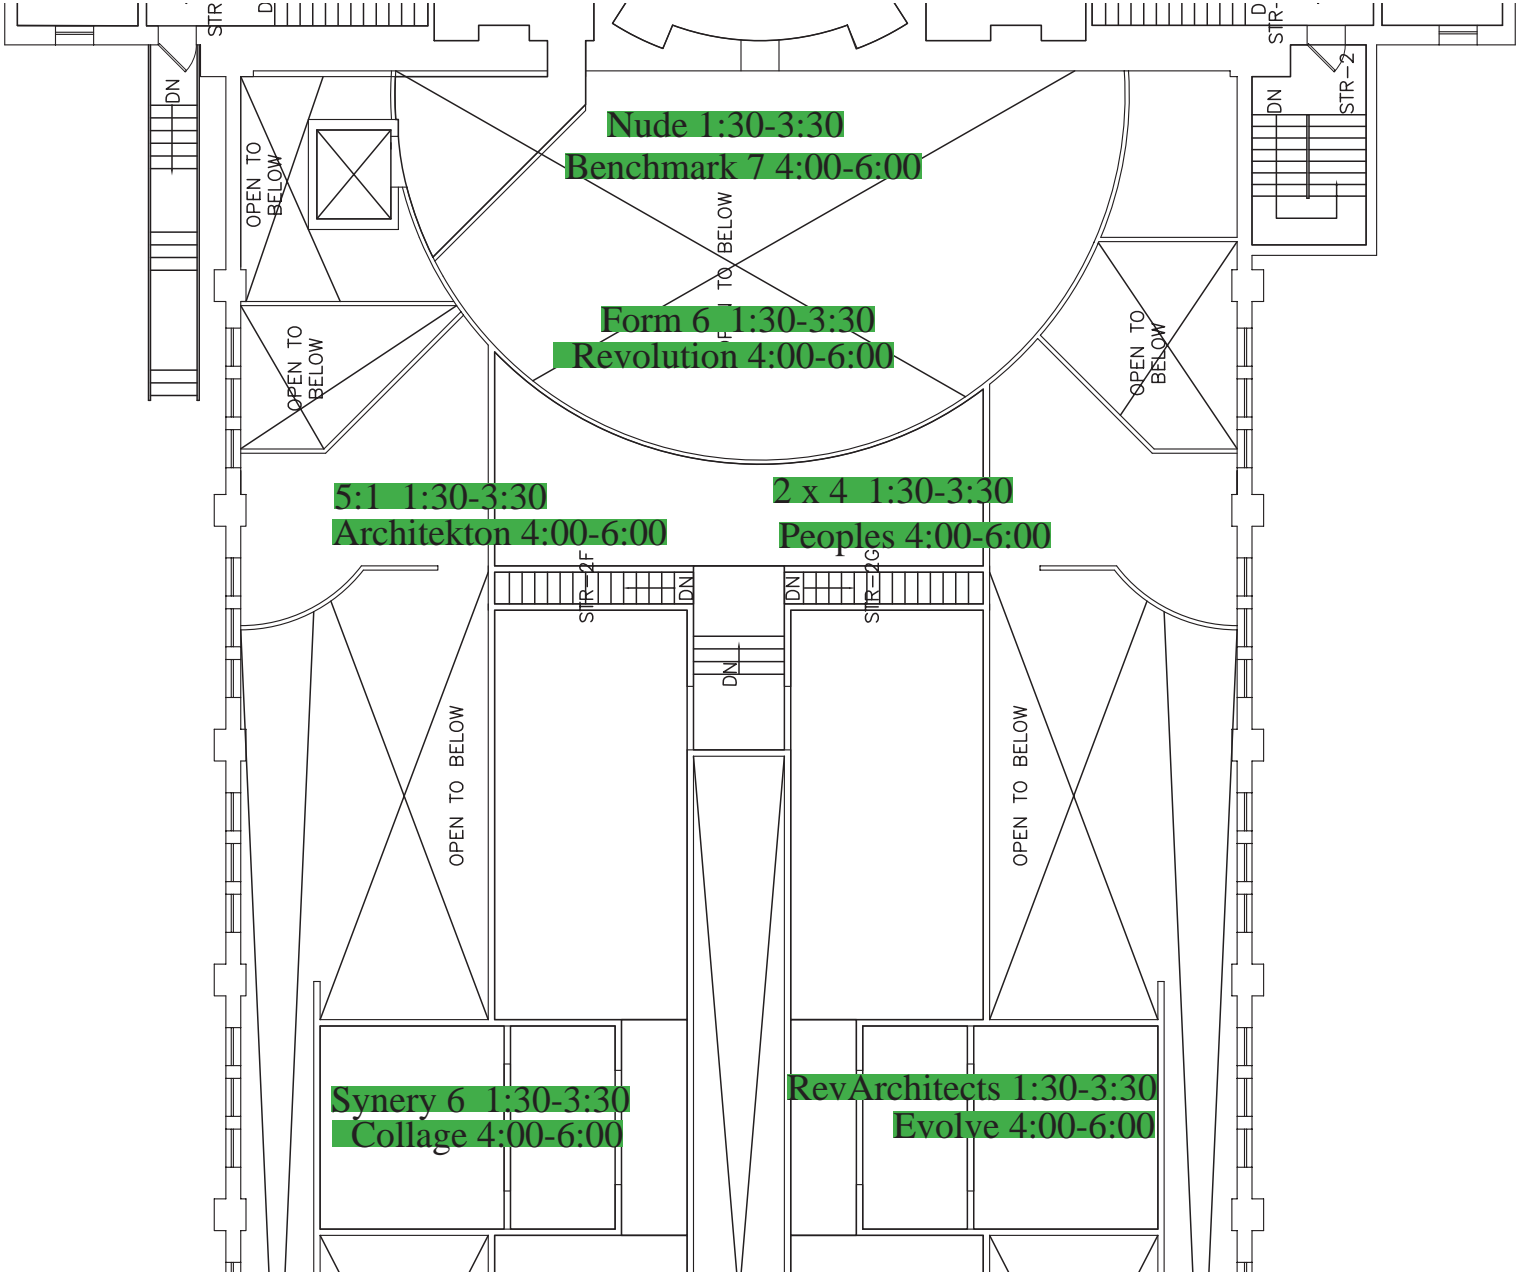 STR
D
D
STR-
DN
DN
STR-2
Nude 1:30-3:30
Benchmark 7 4:00-6:00
OPEN TO
BELOW
TO BELOW
Form 6 1:30-3:30
Revolution 4:00-6:00
OPEN TO
BELOW
OPEN TO
BELOW
5:1 1:30-3:30
Architekton 4:00-6:00
2 x 4 1:30-3:30
Peoples 4:00-6:00
STR-2F
DN
DN
STR-2G
DN
OPEN TO BELOW
OPEN TO BELOW
Synery 6 1:30-3:30
Collage 4:00-6:00
RevArchitects 1:30-3:30
Evolve 4:00-6:00